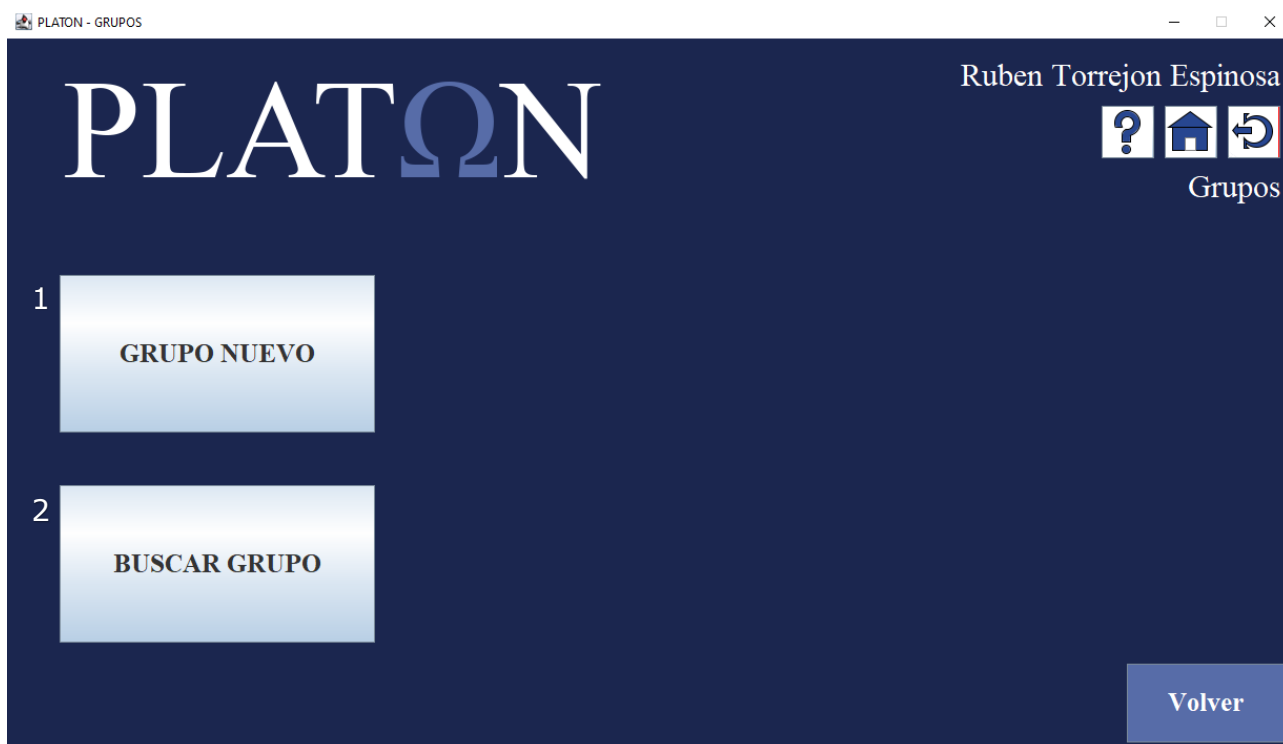 PLATON - GRUPOS
PLATΩN
Ruben Torrejon Espinosa
?
Grupos
1
GRUPO NUEVO
2
BUSCAR GRUPO
Volver